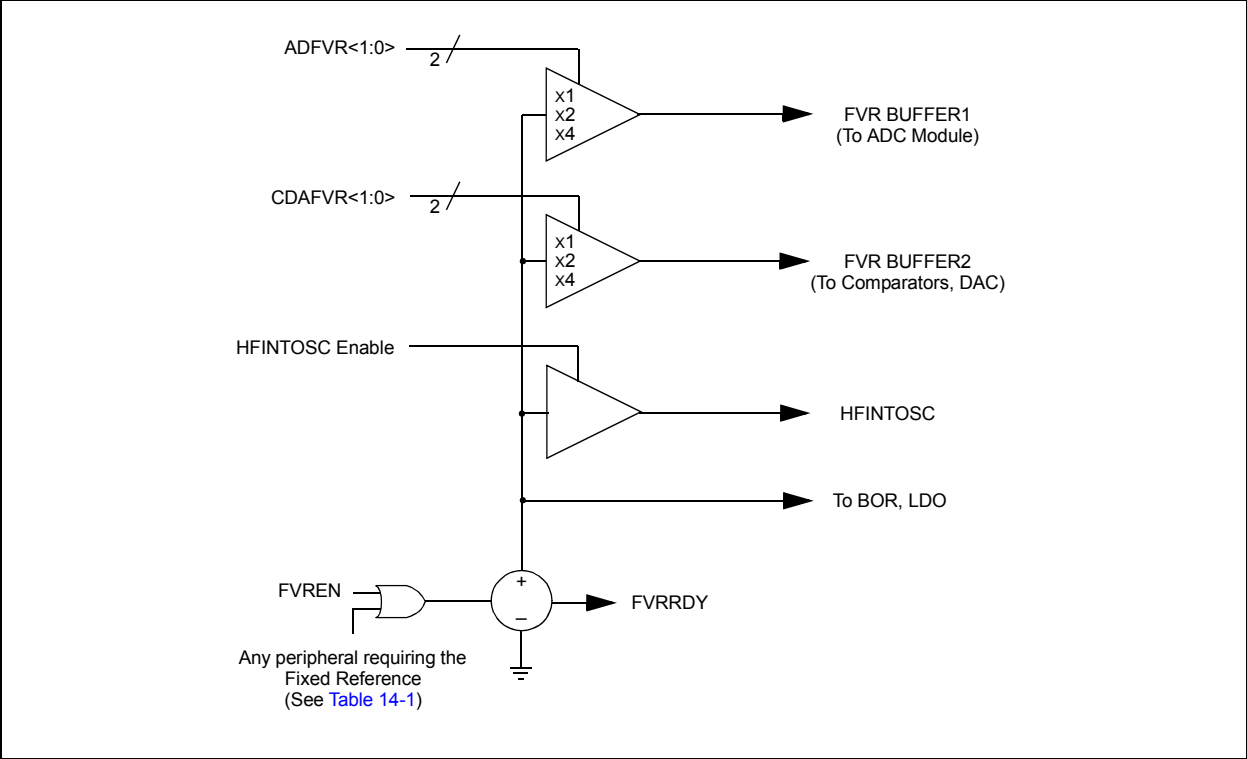 ADFVR<1:0>
2
x1
x2
x4
FVR BUFFER1
(To ADC Module)
CDAFVR<1:0>
2
x1
x2
x4
FVR BUFFER2
(To Comparators, DAC)
HFINTOSC Enable
HFINTOSC
To BOR, LDO
FVREN
+
_
FVRRDY
Any peripheral requiring the
Fixed Reference
(See Table 14-1)